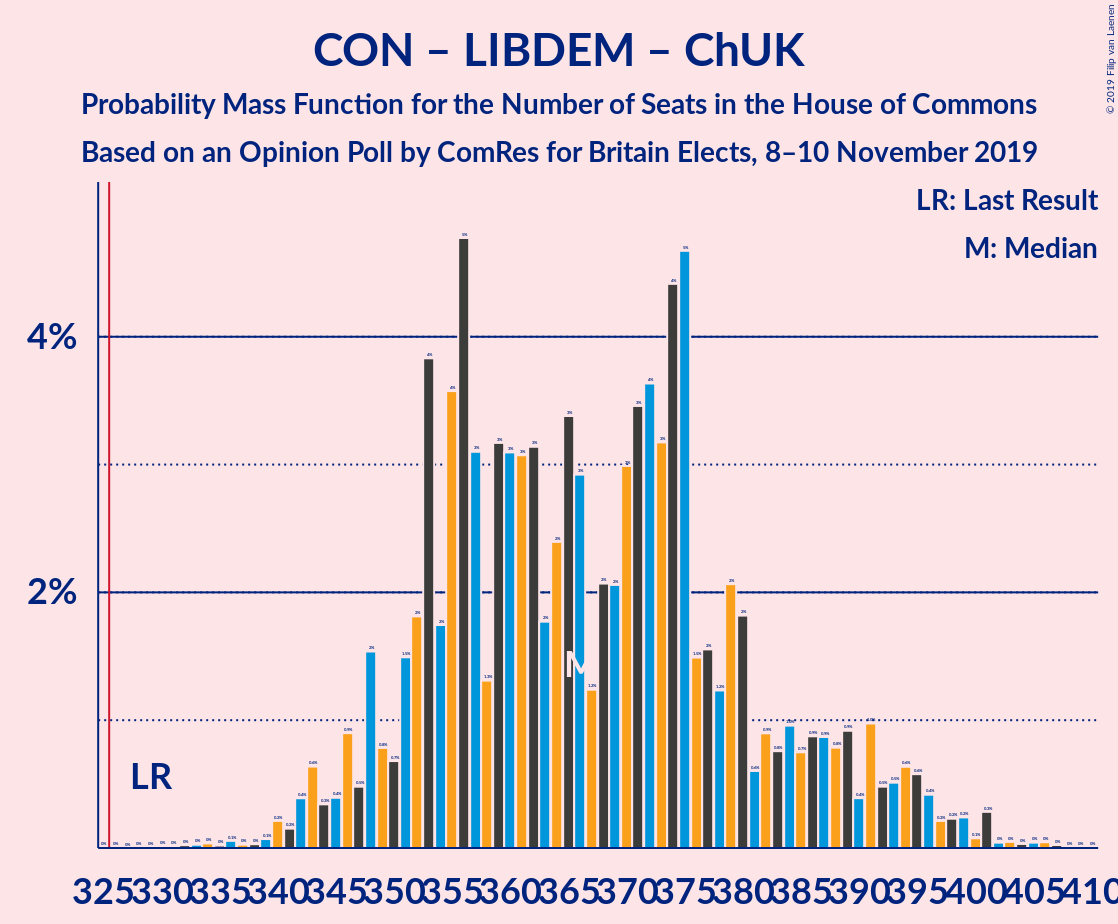 CON – LIBDEM – ChUK
Probability Mass Function for the Number of Seats in the House of Commons
Based on an Opinion Poll by ComRes for Britain Elects, 8–10 November 2019
© 2019 Filip van Laenen
LR: Last Result
M: Median
4%
2%
LR
M
325 330 335 340 345 350 355 360 365 370 375 380 385 390 395 400 405 410